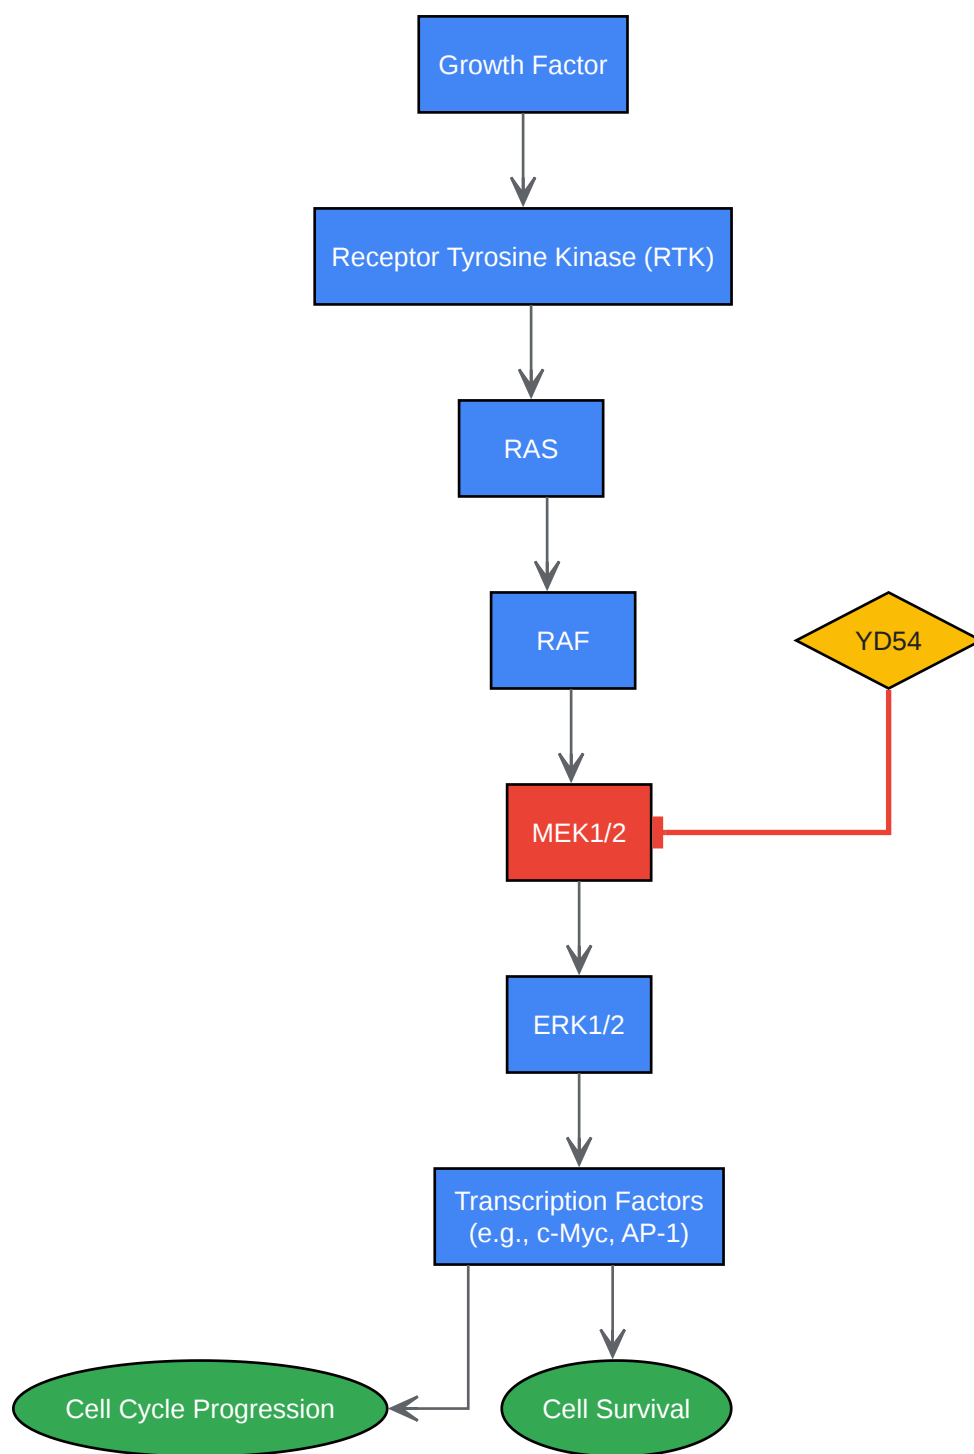 Growth Factor
Receptor Tyrosine Kinase (RTK)
RAS
RAF
YD54
MEK1/2
ERK1/2
Transcription Factors
(e.g., c-Myc, AP-1)
Cell Cycle Progression
Cell Survival